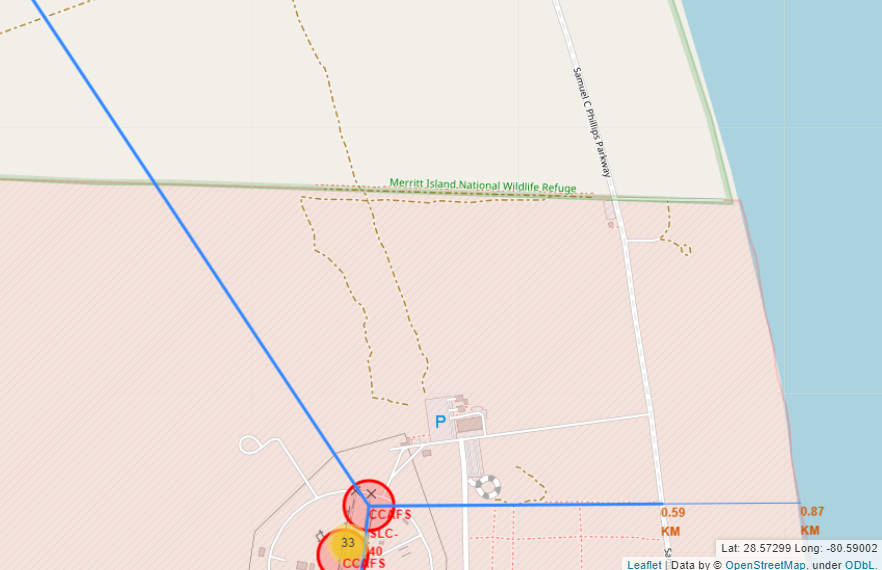 Samuel C Phillips Parkway
Merritt Island National Wildlife Refuge
P
CCAFS
SLC-
40
33
CCAFS
0.59
KM
0.87
KM
Sa
Lat: 28.57299 Long: -80.59002
Leaflet | Data by © OpenStreetMap, under ODbL.